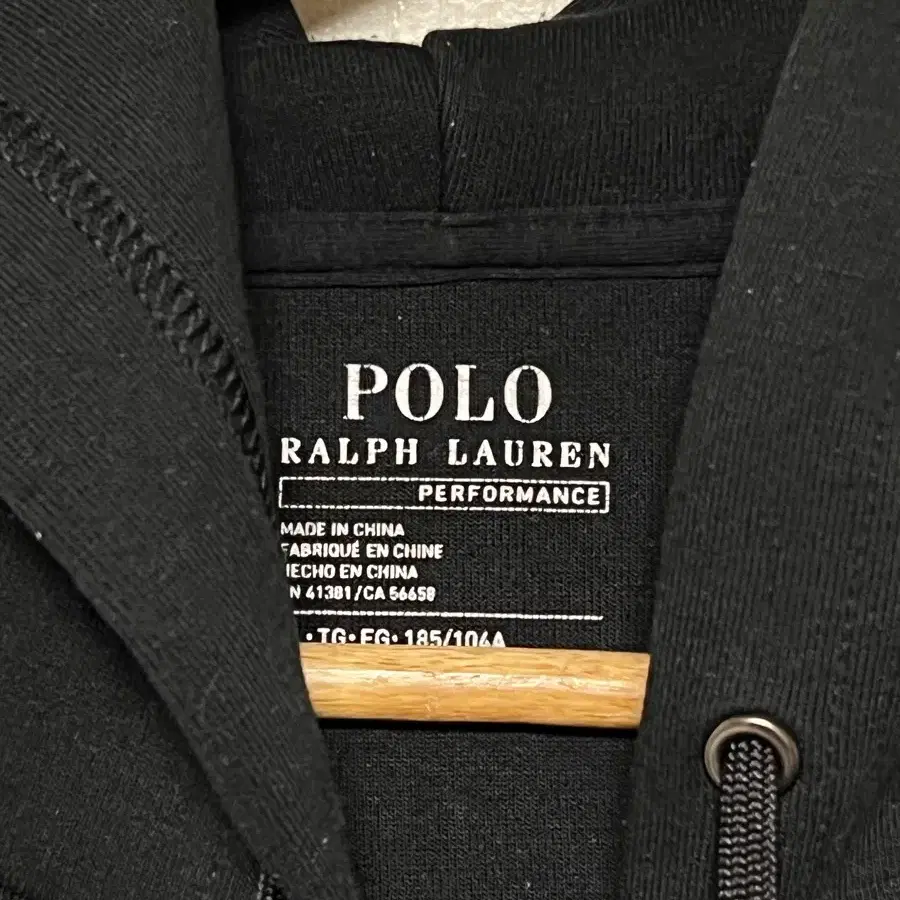 POLO
RALPH LAUREN
PERFORMANCE
MADE IN CHINA
FABRIQUÉ EN CHINE
HECHO EN CHINA
N 41381/CA 56658
• TG • EG • 185/104A